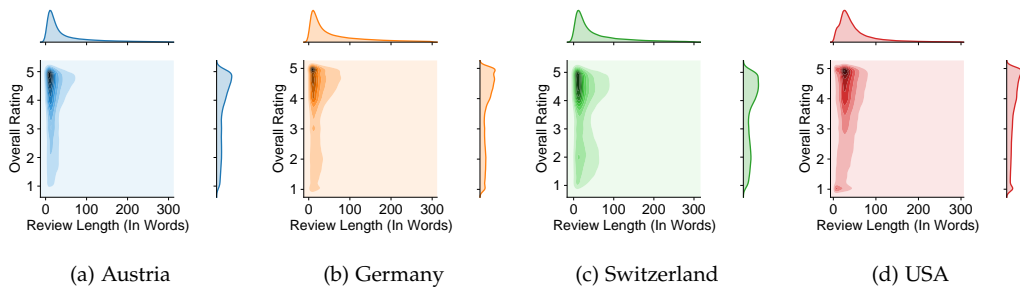 Overall Rating
5
4
3
2
1
0 100 200 300
Review Length (In Words)
(a) Austria
Overall Rating
5
4
3
2
1
0 100 200 300
Review Length (In Words)
(b) Germany
Overall Rating
5
4
3
2
1
0 100 200 300
Review Length (In Words)
(c) Switzerland
Overall Rating
5
4
3
2
1
0 100 200 300
Review Length (In Words)
(d) USA